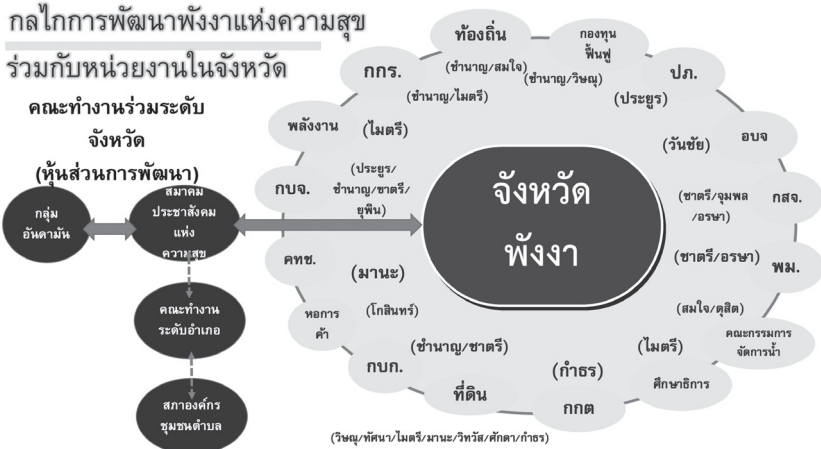 กลไกการพัฒนาพังงาแห่งความสุข
ร่วมกับหน่วยงานในจังหวัด
คณะทำงานร่วมระดับ
จังหวัด
(หุ้นส่วนการพัฒนา)
กลุ่ม
อันดามัน
สมาคม
ประชาสังคม
แห่ง
ความสุข
คณะทำงาน
ระดับอำเภอ
สภาองค์กร
ชุมชนตำบล
จังหวัด
พังงา
ท้องถิ่น
(ชำนาญ/สมใจ)
กองทุน
ฟื้นฟู
(ชำนาญ/วิษณุ)
ปภ.
(ประยูร)
อบจ
(วันชัย)
กสจ.
(ชาตรี/จุมพล
/อรษา)
พม.
(ชาตรี/อรษา)
คณะกรรมการ
จัดการน้ำ
(สมใจ/ดุสิต)
ศึกษาธิการ
(ไมตรี)
กกต
(กำธร)
ที่ดิน
(ชำนาญ/ชาตรี)
กบก.
(โกสินทร์)
หอการ
ค้า
(มานะ)
คทช.
กบจ.
(ประยูร/
ชำนาญ/ชาตรี/
ยุพิน)
พลังงาน
(ไมตรี)
กกร.
(ชำนาญ/ไมตรี)
(วิษณุ/ทัศนา/ไมตรี/มานะ/วิทวัส/ศักดา/กำธร)